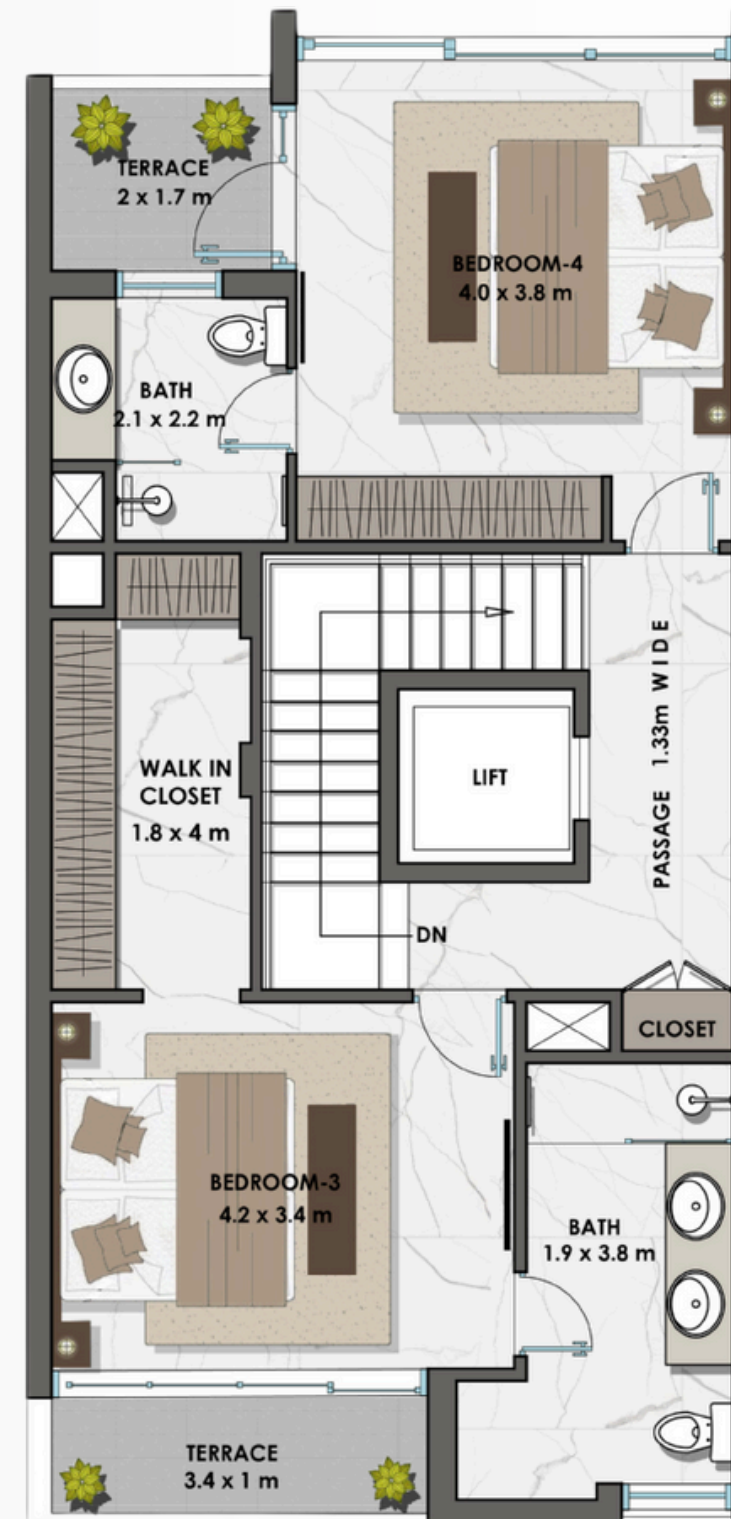 TERRACE
2 x 1.7 m
BEDROOM-4
4.0 x 3.8 m
BATH
2.1 x 2.2 m
WALK IN
CLOSET
1.8 x 4 m
LIFT
PASSAGE 1.33m WIDE
DN
CLOSET
BEDROOM-3
4.2 x 3.4 m
BATH
1.9 x 3.8 m
TERRACE
3.4 x 1 m